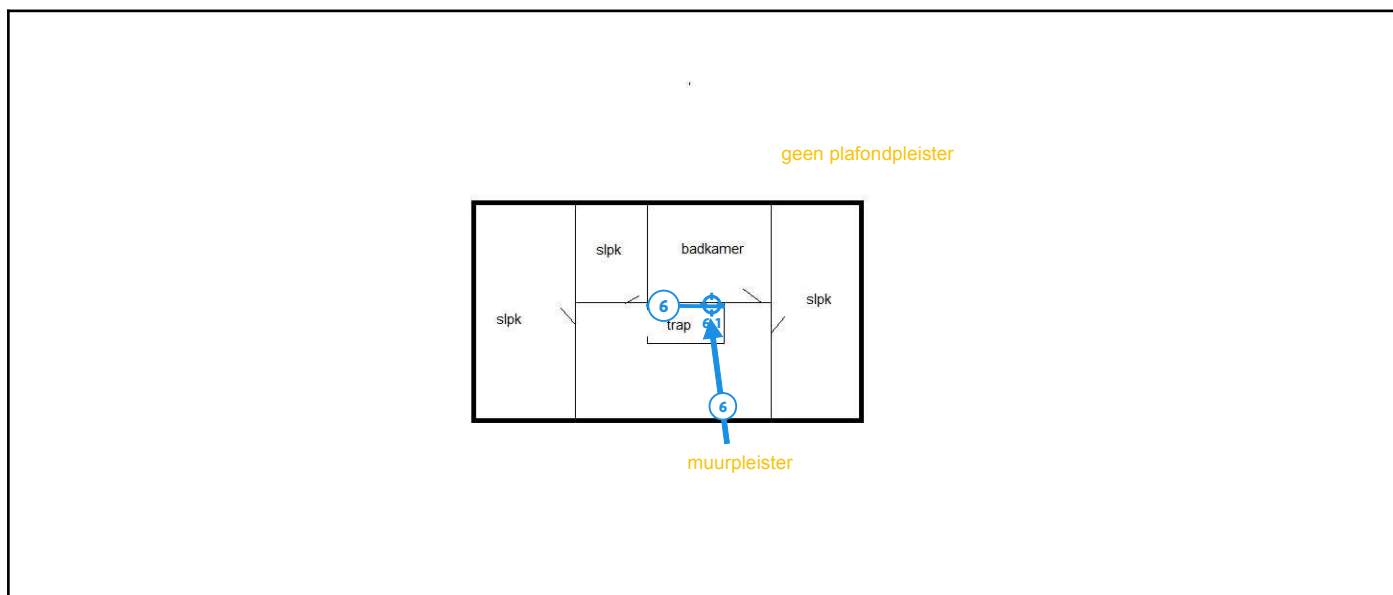 geen plafondpleister
slpk
badkamer
slpk
slpk
6
trap
6.1
6
muurpleister